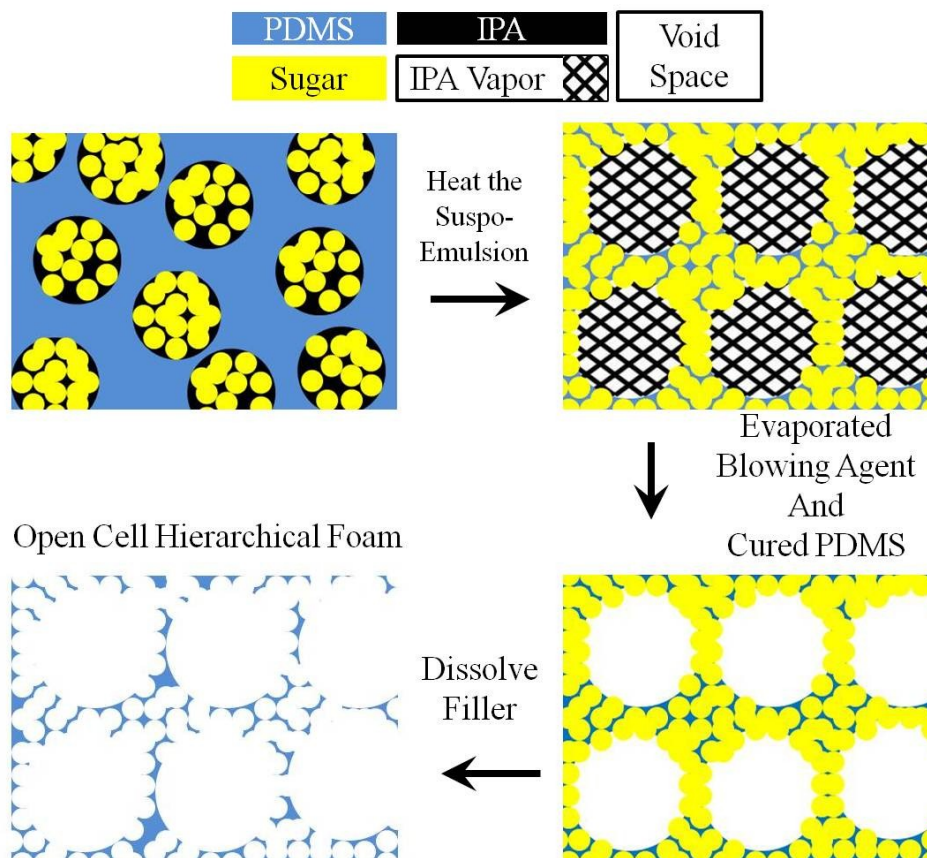 PDMS
IPA
Void
Space
Sugar
IPA Vapor
Heat the
Suspo-
Emulsion
Evaporated
Blowing Agent
And
Cured PDMS
Open Cell Hierarchical Foam
Dissolve
Filler